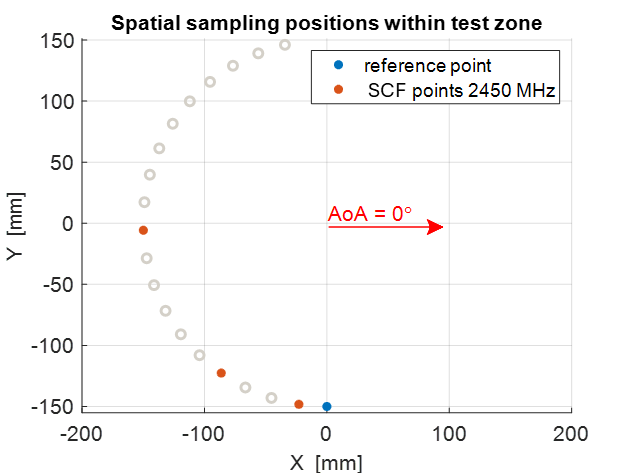 Spatial sampling positions within test zone
reference point
SCF points 2450 MHz
AoA = 0°
Y [mm]
150
100
50
0
-50
-100
-150
-200
-100
0
100
200
X [mm]